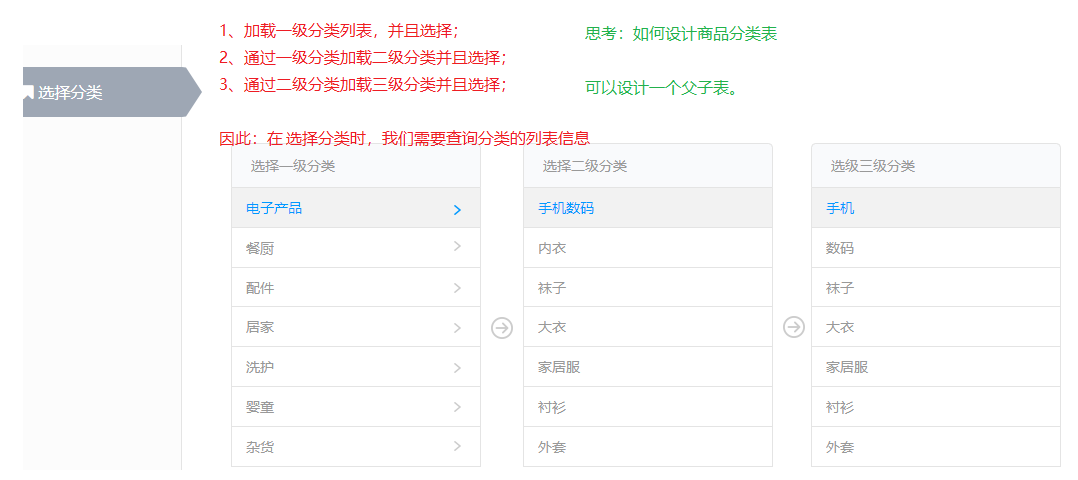 1、加载一级分类列表，并且选择；
2、通过一级分类加载二级分类并且选择；
3、通过二级分类加载三级分类并且选择；
思考：如何设计商品分类表
可以设计一个父子表。
选择分类
因此：在 选择分类时，我们需要查询分类的列表信息
选择一级分类
电子产品
餐厨
配件
居家
洗护
婴童
杂货
选择二级分类
手机数码
内衣
袜子
大衣
家居服
衬衫
外套
选级三级分类
手机
数码
袜子
大衣
家居服
衬衫
外套